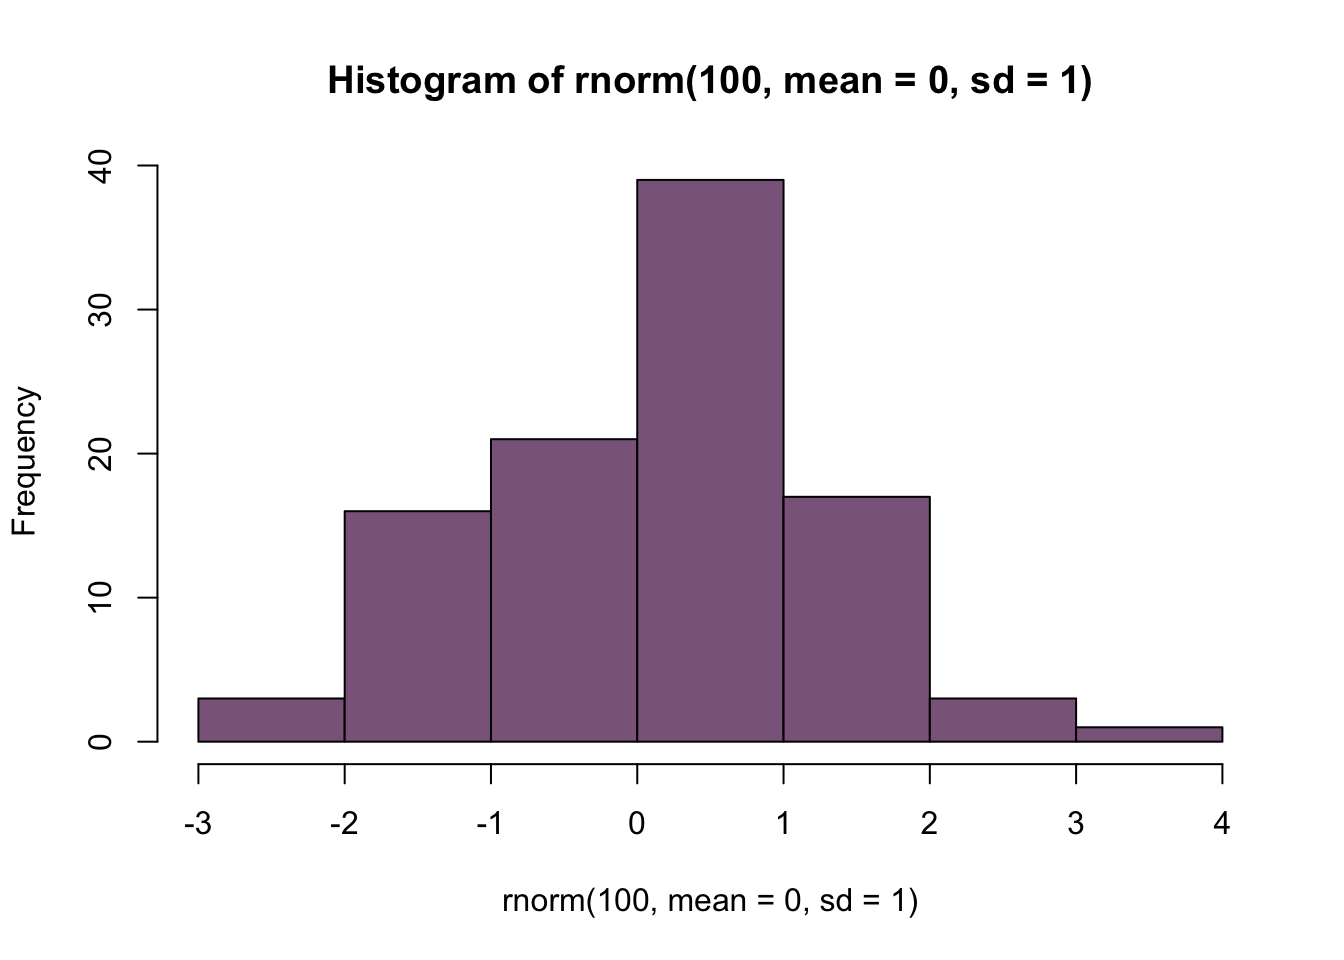 Histogram of rnorm(100, mean = 0, sd = 1)
Frequency
40
30
20
10
0
-3 -2 -1 0 1 2 3 4
rnorm(100, mean = 0, sd = 1)